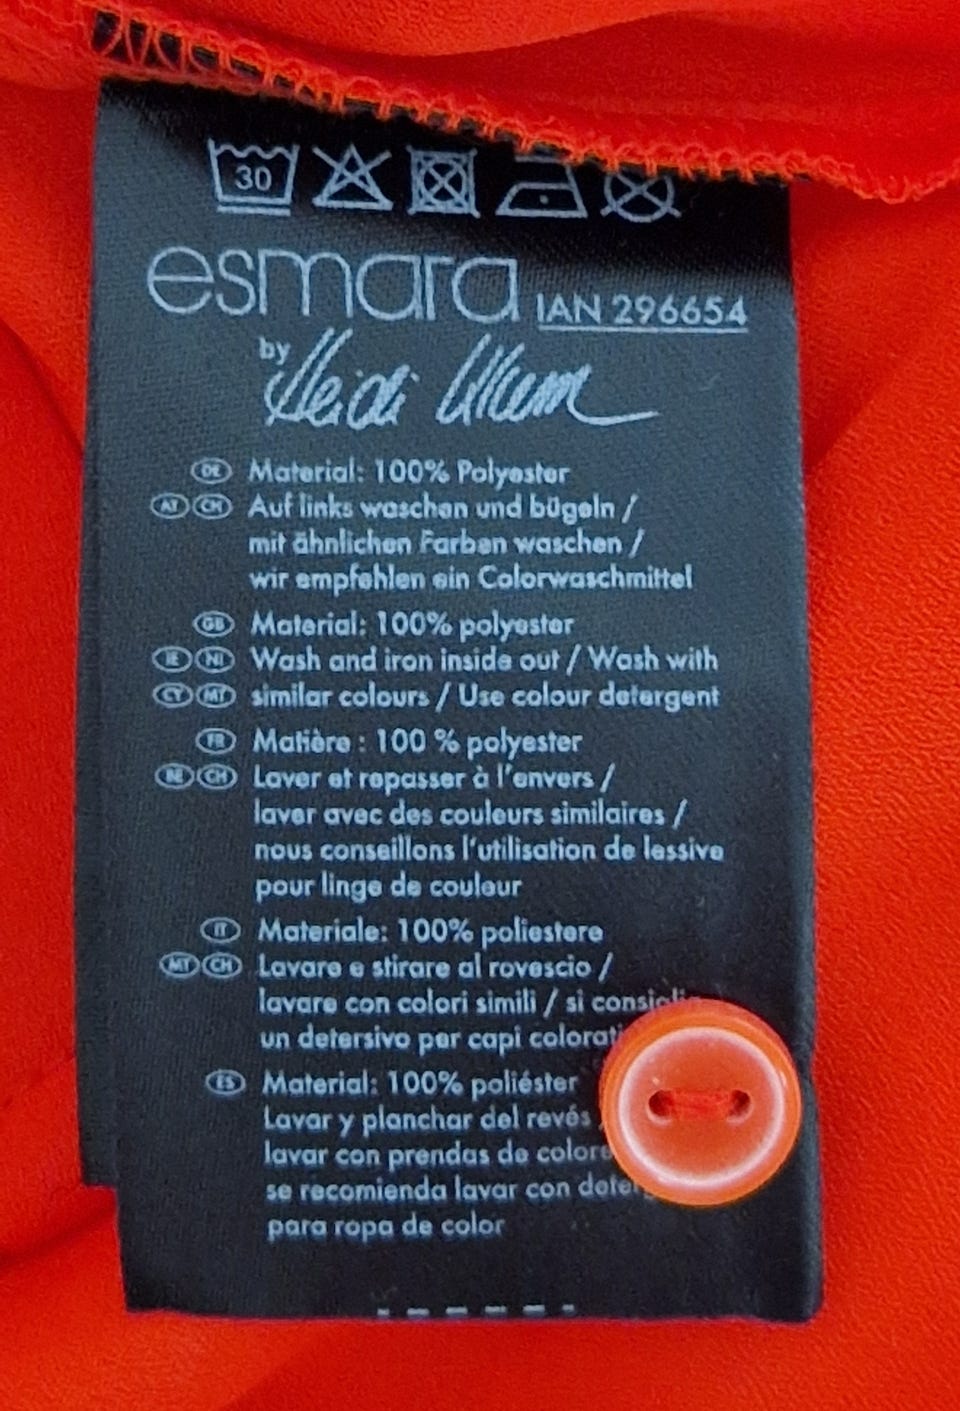 30
esmara IAN 296654
by Heidi Klum
DE Material: 100% Polyester
AT CH Auf links waschen und bügeln /
mit ähnlichen Farben waschen /
wir empfehlen ein Colorwaschmittel
GB Material: 100% polyester
IE NI Wash and iron inside out / Wash with
CY MT similar colours / Use colour detergent
FR Matière : 100 % polyester
BE CH Laver et repasser à l'envers /
laver avec des couleurs similaires /
nous conseillons l'utilisation de lessive
pour linge de couleur
IT Materiale: 100% poliestere
MT CH Lavare e stirare al rovescio /
lavare con colori simili / si consiglia
un detersivo per capi colorati
ES Material: 100% poliéster
Lavar y planchar del revés
lavar con prendas de colore
se recomienda lavar con
para ropa de color